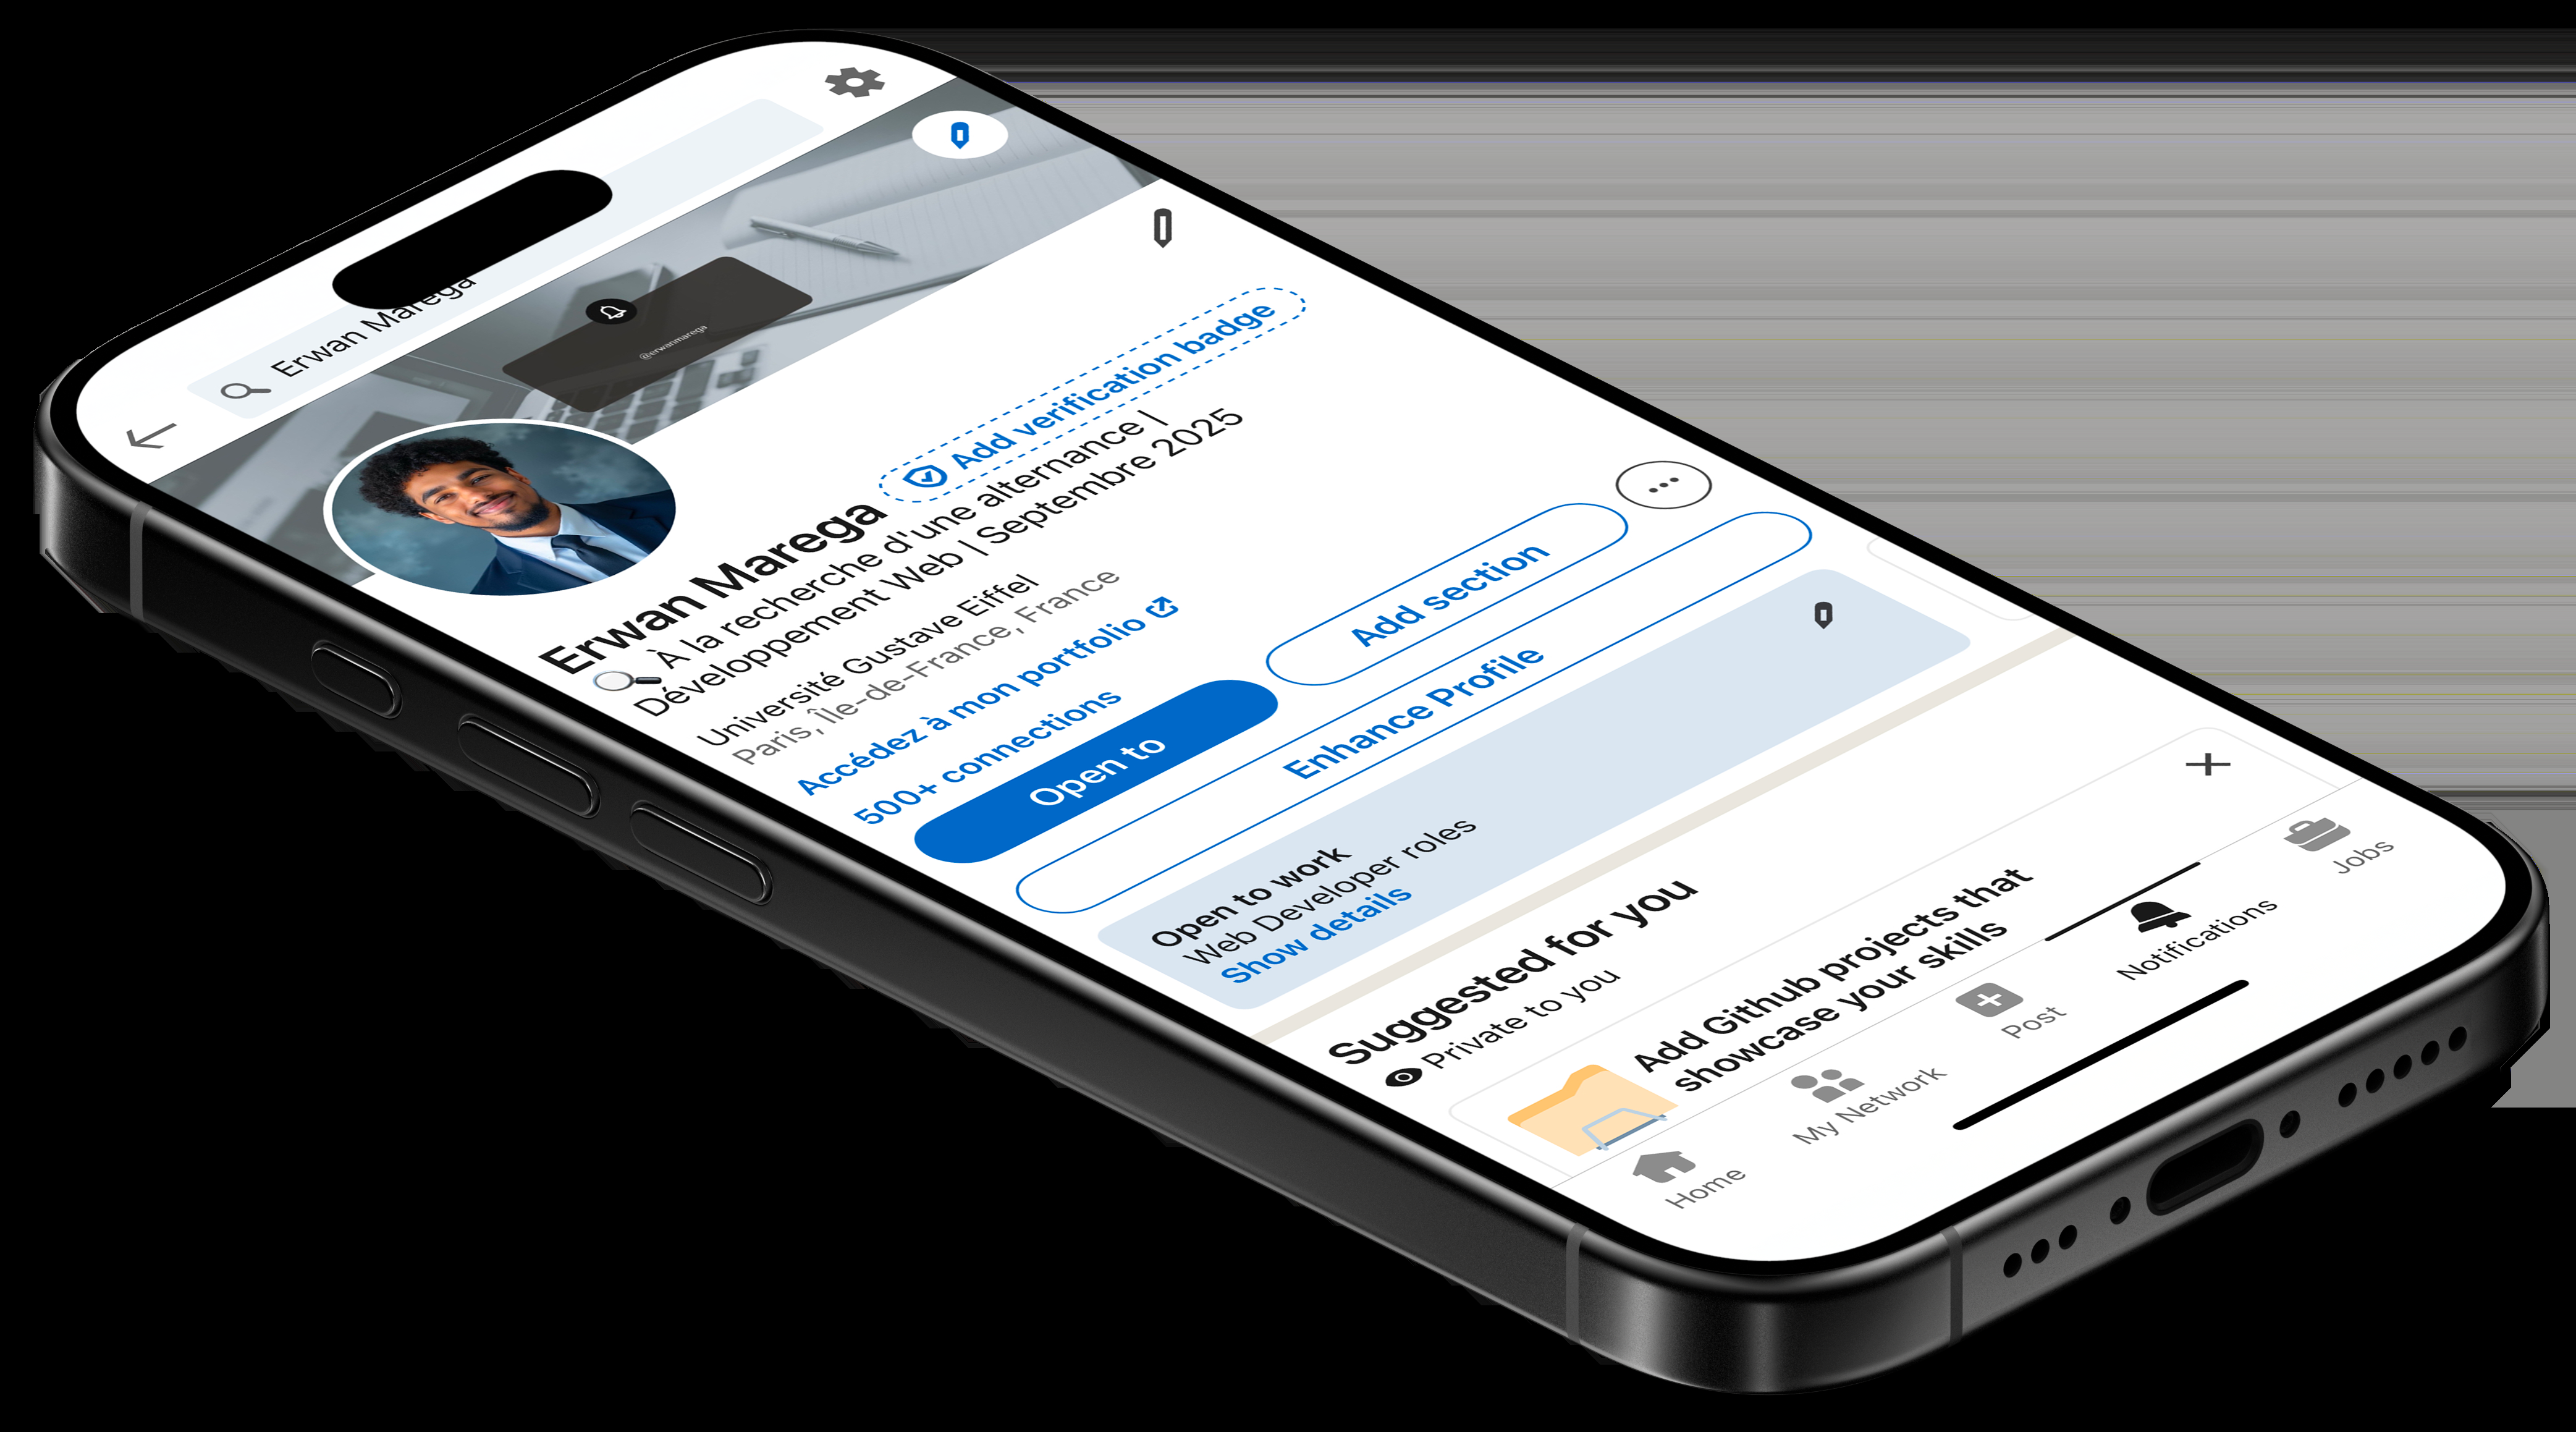 Erwan Marega
@erwanmarega
Erwan Marega
Add verification badge
🔍 À la recherche d'une alternance |
Développement Web | Septembre 2025
Université Gustave Eiffel
Paris, Île-de-France, France
Accédez à mon portfolio
500+ connections
Open to
Add section
Enhance Profile
Open to work
Web Developer roles
Show details
Suggested for you
Private to you
Add Github projects that
showcase your skills
Home
My Network
Post
Notifications
Jobs